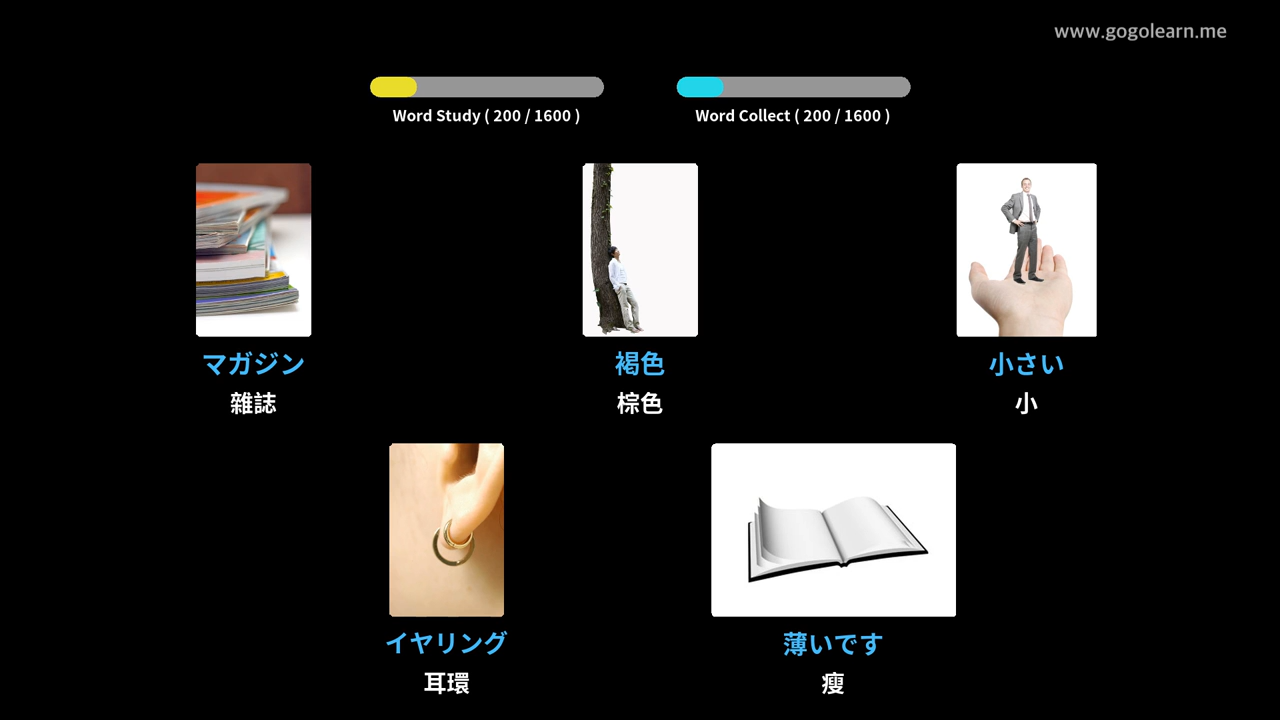 www.gogolearn.me
Word Study ( 200 / 1600 )
Word Collect ( 200 / 1600 )
マガジン
雜誌
褐色
棕色
小さい
小
イヤリング
耳環
薄いです
瘦